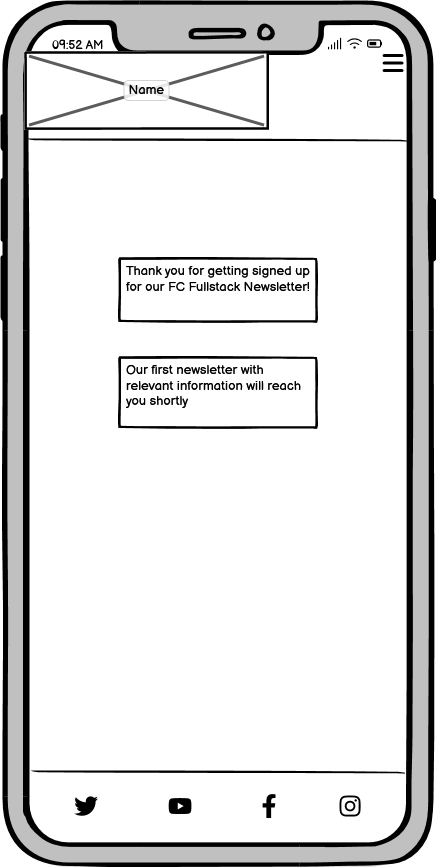 09:52 AM
Name
Thank you for getting signed up
for our FC Fullstack Newsletter!
Our first newsletter with
relevant information will reach
you shortly